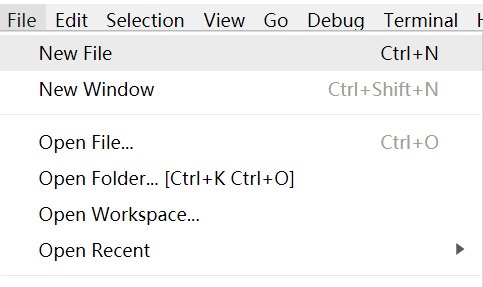 File Edit Selection View Go Debug Terminal
New File Ctrl+N
New Window Ctrl+Shift+N
Open File... Ctrl+O
Open Folder... [Ctrl+K Ctrl+O]
Open Workspace...
Open Recent